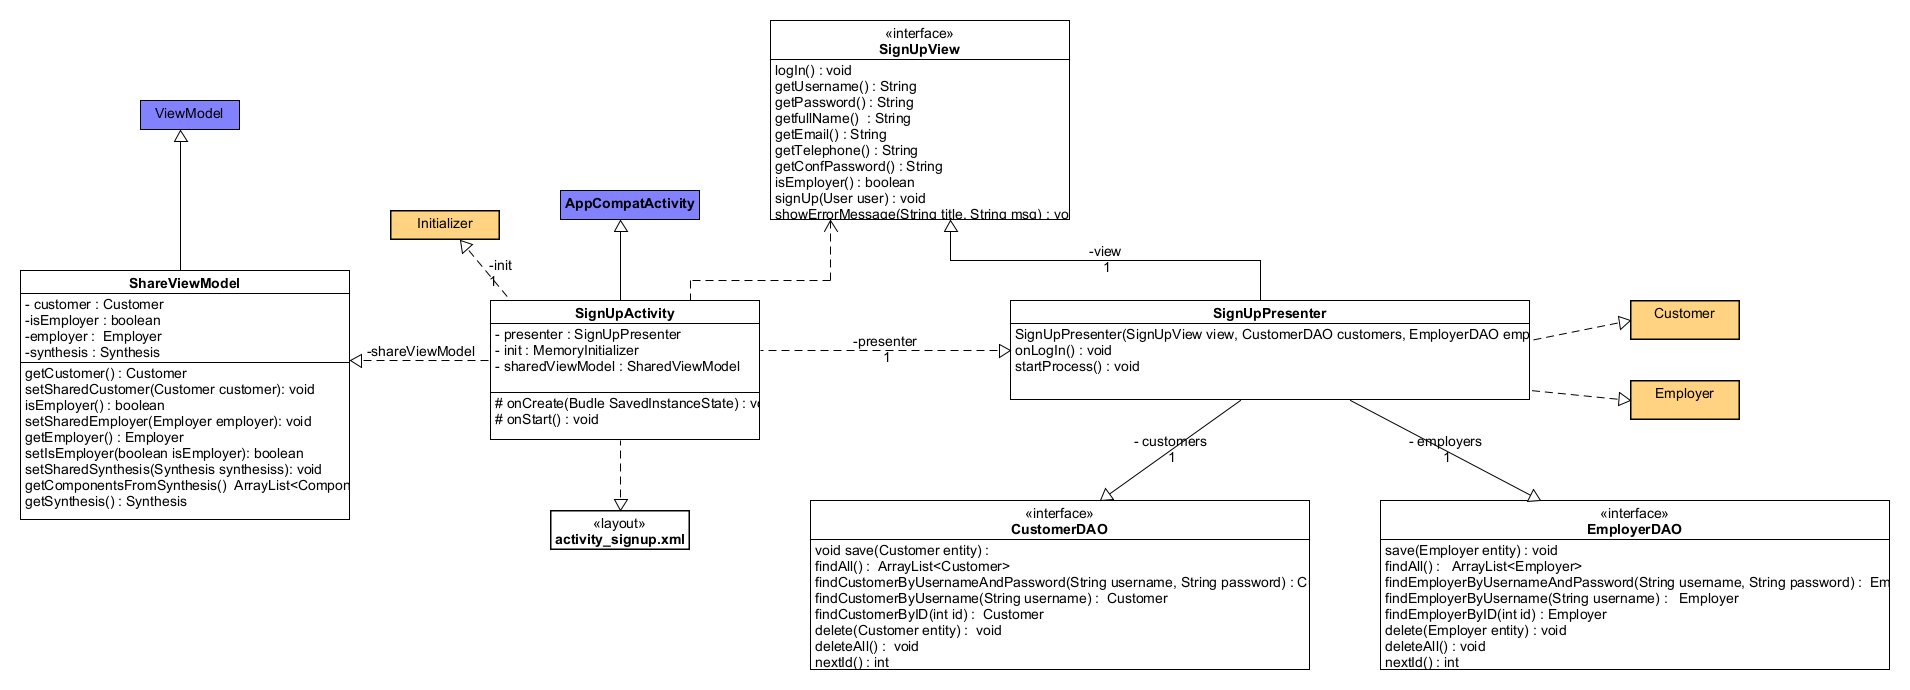 «interface»
SignUpView
logIn() : void
getUsername() : String
getPassword() : String
getfullName()  : String
getEmail() : String
getTelephone() : String
getConfPassword() : String
isEmployer() : boolean
signUp(User user) : void
showErrorMessage(String title, String msg) : vo
ViewModel
AppCompatActivity
Initializer
-init
1
-view
1
ShareViewModel
- customer : Customer
-isEmployer : boolean
-employer :  Employer
-synthesis : Synthesis
getCustomer() : Customer
setSharedCustomer(Customer customer): void
isEmployer() : boolean
setSharedEmployer(Employer employer): void
getEmployer() : Employer
setIsEmployer(boolean isEmployer): boolean
setSharedSynthesis(Synthesis synthesiss): void
getComponentsFromSynthesis()  ArrayList<Compon
getSynthesis() : Synthesis
-shareViewModel
SignUpActivity
- presenter : SignUpPresenter
- init : MemoryInitializer
- sharedViewModel : SharedViewModel
# onCreate(Budle SavedInstanceState) : v
# onStart() : void
-presenter
1
SignUpPresenter
SignUpPresenter(SignUpView view, CustomerDAO customers, EmployerDAO emp
onLogIn() : void
startProcess() : void
Customer
Employer
- customers
1
- employers
1
«layout»
activity_signup.xml
«interface»
CustomerDAO
void save(Customer entity) :
findAll() :  ArrayList<Customer>
findCustomerByUsernameAndPassword(String username, String password) : C
findCustomerByUsername(String username) :  Customer
findCustomerByID(int id) :  Customer
delete(Customer entity) :  void
deleteAll() :  void
nextId() : int
«interface»
EmployerDAO
save(Employer entity) : void
findAll() :   ArrayList<Employer>
findEmployerByUsernameAndPassword(String username, String password) :  Em
findEmployerByUsername(String username) :   Employer
findEmployerByID(int id) : Employer
delete(Employer entity) : void
deleteAll() : void
nextId() : int